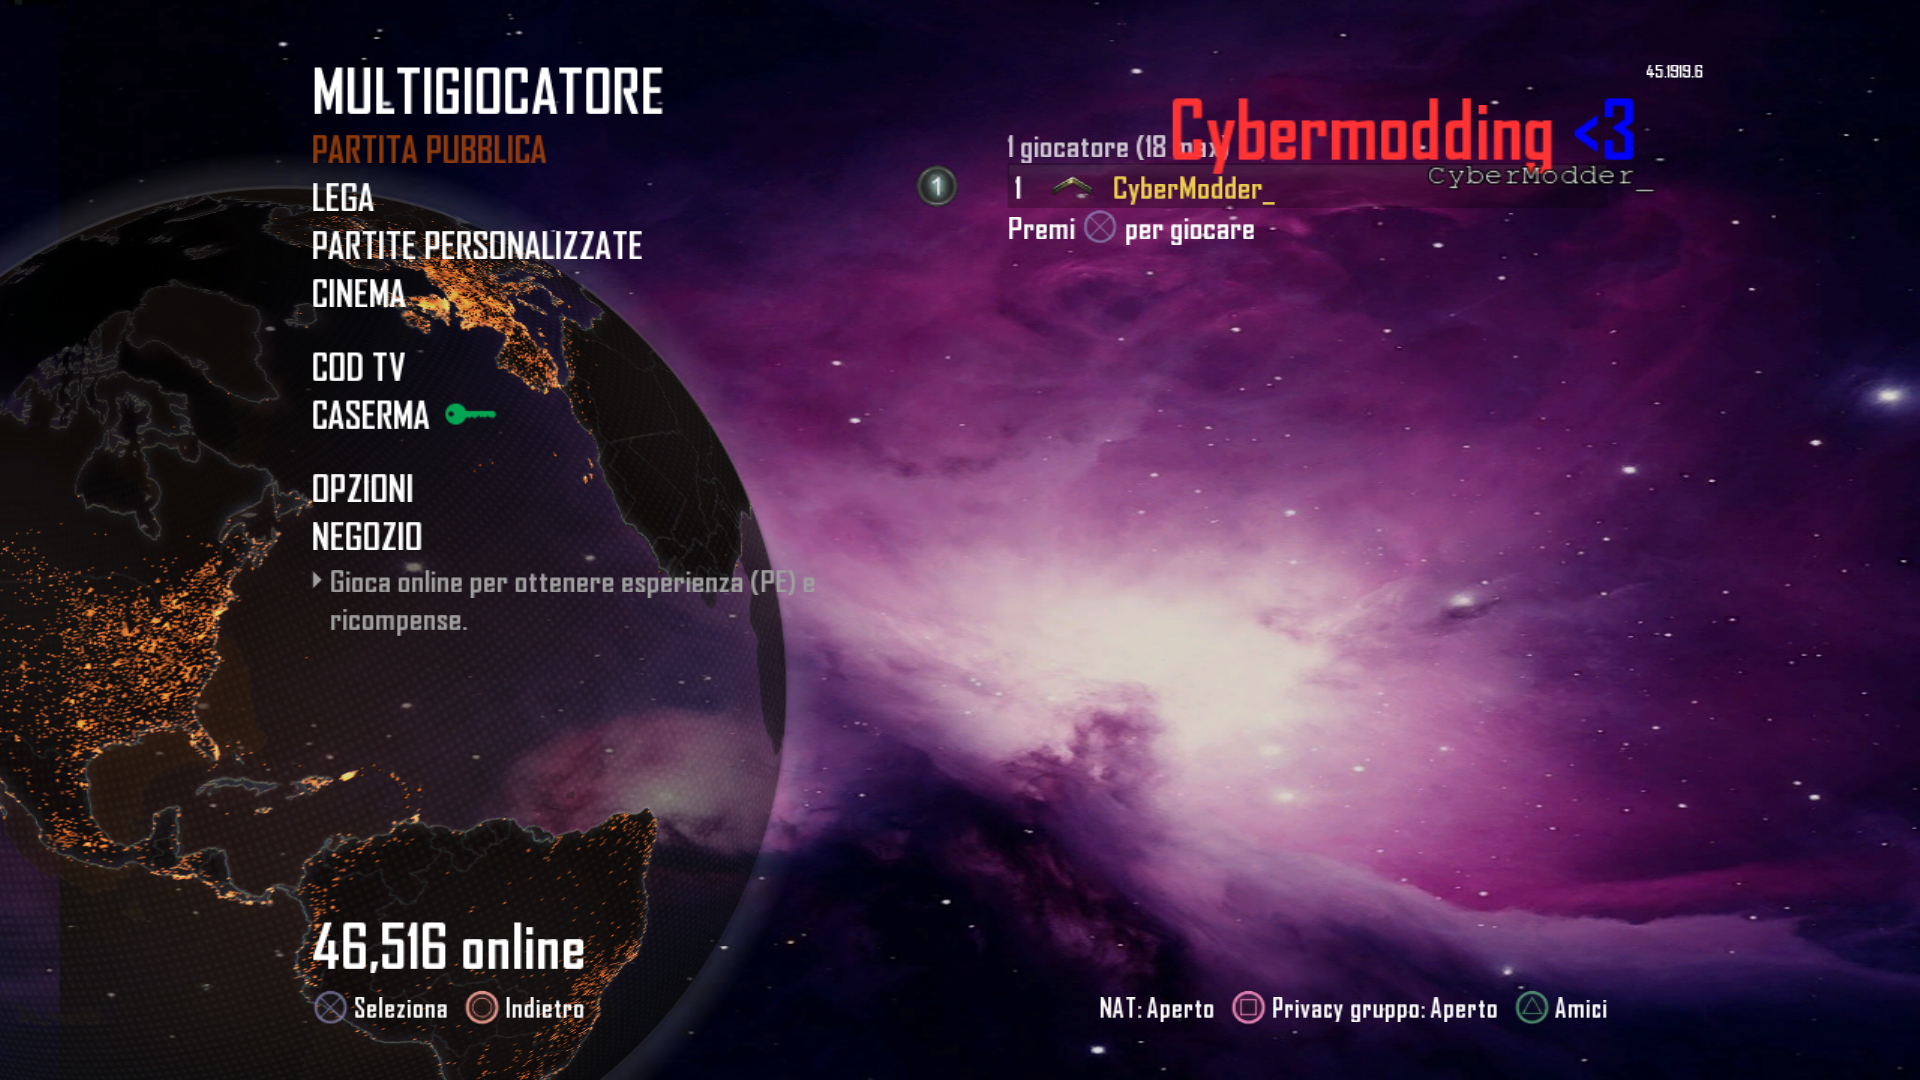 MULTIGIOCATORE
PARTITA PUBBLICA
LEGA
PARTITE PERSONALIZZATE
CINEMA
COD TV
CASERMA
OPZIONI
NEGOZIO
Gioca online per ottenere esperienza (PE) e
ricompense.
46,516 online
Seleziona Indietro
45.1919.6
Cybermodding <3
1 giocatore (18 max)
CyberModder_
1 1 CyberModder_
Premi per giocare
NAT: Aperto Privacy gruppo: Aperto Amici